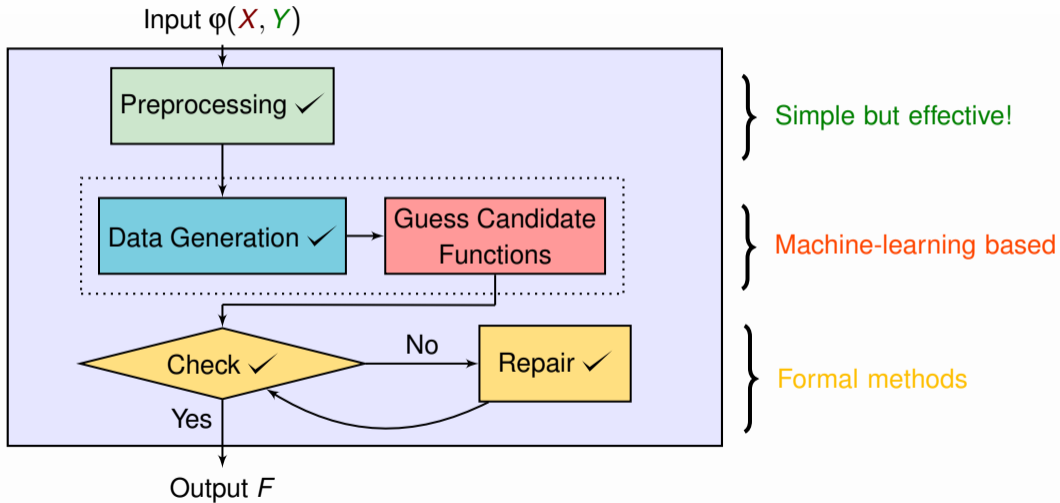 Input φ(X, Y)
Preprocessing ✓
Simple but effective!
Data Generation ✓
Guess Candidate
Functions
Machine-learning based
Check ✓
No
Repair ✓
Formal methods
Yes
Output F